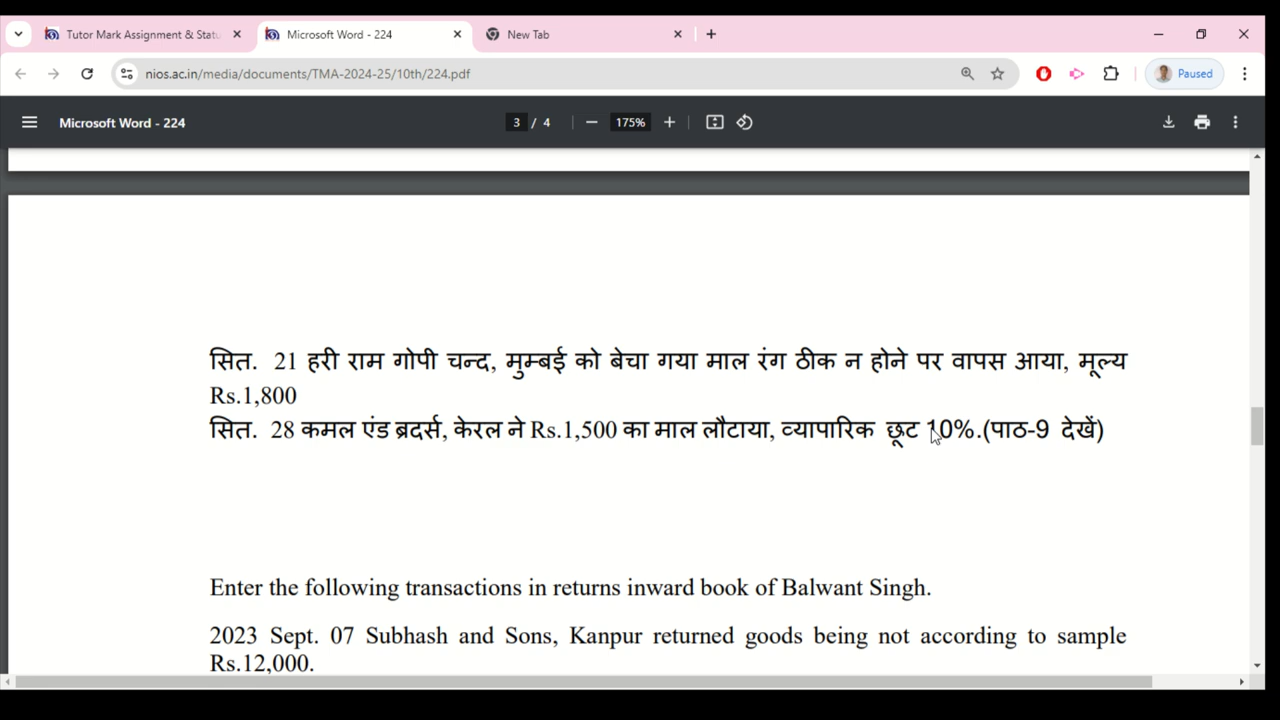 Tutor Mark Assignment & Statu
Microsoft Word - 224
New Tab
nios.ac.in/media/documents/TMA-2024-25/10th/224.pdf
Paused
Microsoft Word - 224
3 / 4
175%
सित. 21 हरी राम गोपी चन्द, मुम्बई को बेचा गया माल रंग ठीक न होने पर वापस आया, मूल्य
Rs.1,800
सित. 28 कमल एंड ब्रदर्स, केरल ने Rs.1,500 का माल लौटाया, व्यापारिक छूट 10%.(पाठ-9 देखें)
Enter the following transactions in returns inward book of Balwant Singh.
2023 Sept. 07 Subhash and Sons, Kanpur returned goods being not according to sample
Rs.12,000.